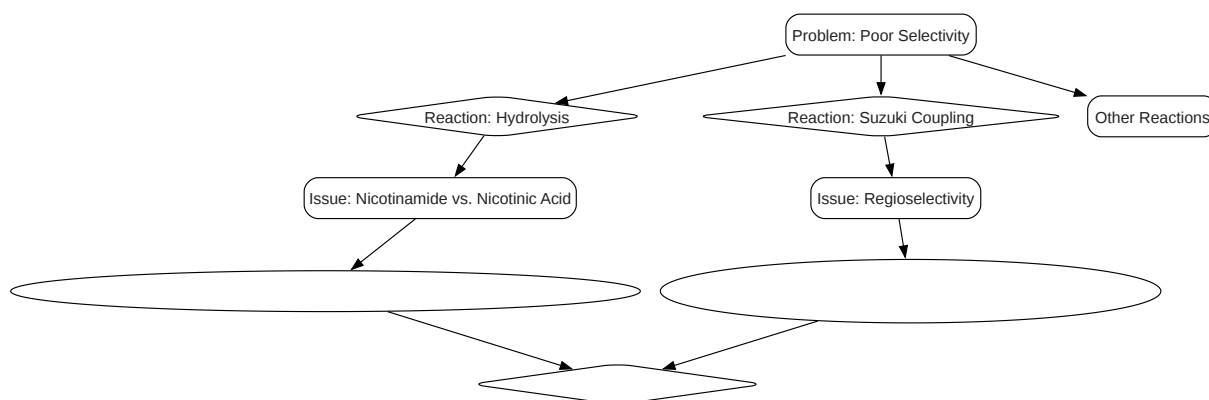 Problem: Poor Selectivity
Reaction: Hydrolysis
Reaction: Suzuki Coupling
Other Reactions
Issue: Nicotinamide vs. Nicotinic Acid
Issue: Regioselectivity